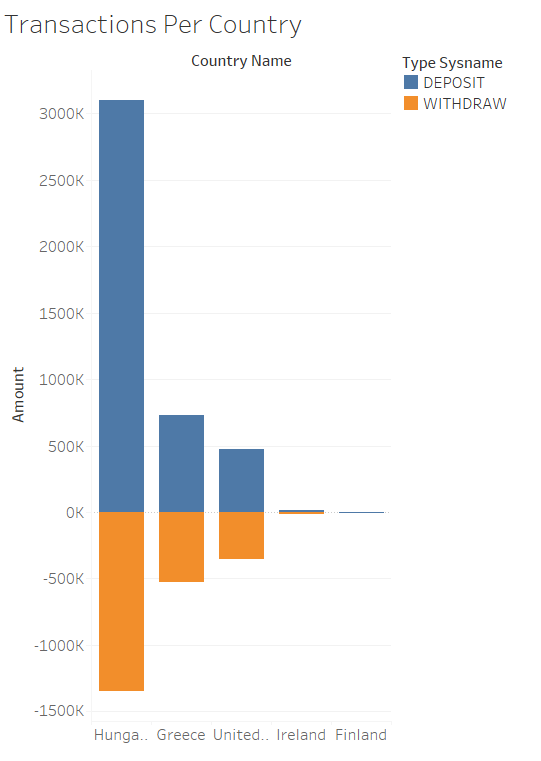 Transactions Per Country
Country Name
Type Sysname
DEPOSIT
WITHDRAW
3000K
2500K
2000K
1500K
1000K
500K
0K
-500K
-1000K
-1500K
Amount
Hunga.. Greece United.. Ireland Finland